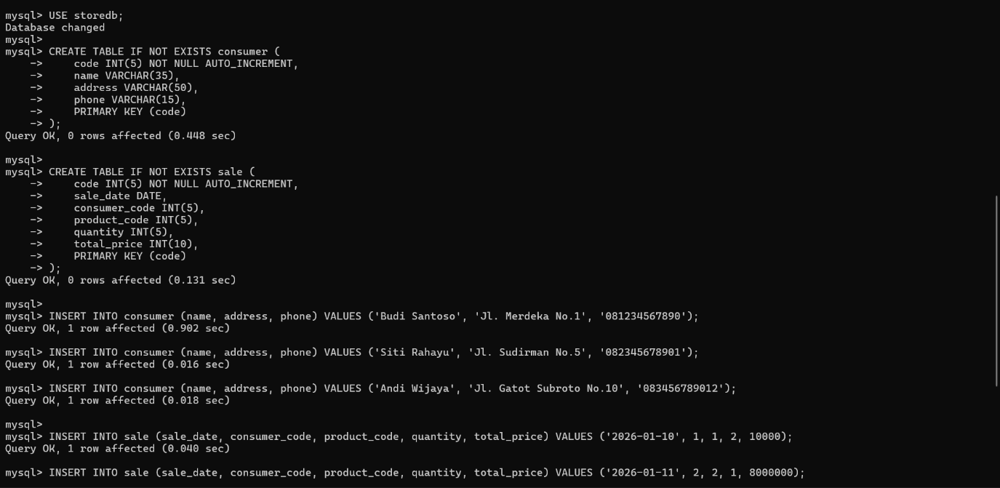 mysql> USE storedb;
Database changed
mysql>
mysql> CREATE TABLE IF NOT EXISTS consumer (
    ->     code INT(5) NOT NULL AUTO_INCREMENT,
    ->     name VARCHAR(35),
    ->     address VARCHAR(50),
    ->     phone VARCHAR(15),
    ->     PRIMARY KEY (code)
    -> );
Query OK, 0 rows affected (0.448 sec)

mysql>
mysql> CREATE TABLE IF NOT EXISTS sale (
    ->     code INT(5) NOT NULL AUTO_INCREMENT,
    ->     sale_date DATE,
    ->     consumer_code INT(5),
    ->     product_code INT(5),
    ->     quantity INT(5),
    ->     total_price INT(10),
    ->     PRIMARY KEY (code)
    -> );
Query OK, 0 rows affected (0.131 sec)

mysql>
mysql> INSERT INTO consumer (name, address, phone) VALUES ('Budi Santoso', 'Jl. Merdeka No.1', '081234567890');
Query OK, 1 row affected (0.902 sec)

mysql> INSERT INTO consumer (name, address, phone) VALUES ('Siti Rahayu', 'Jl. Sudirman No.5', '082345678901');
Query OK, 1 row affected (0.016 sec)

mysql> INSERT INTO consumer (name, address, phone) VALUES ('Andi Wijaya', 'Jl. Gatot Subroto No.10', '083456789012');
Query OK, 1 row affected (0.018 sec)

mysql>
mysql> INSERT INTO sale (sale_date, consumer_code, product_code, quantity, total_price) VALUES ('2026-01-10', 1, 1, 2, 10000);
Query OK, 1 row affected (0.040 sec)

mysql> INSERT INTO sale (sale_date, consumer_code, product_code, quantity, total_price) VALUES ('2026-01-11', 2, 2, 1, 8000000);